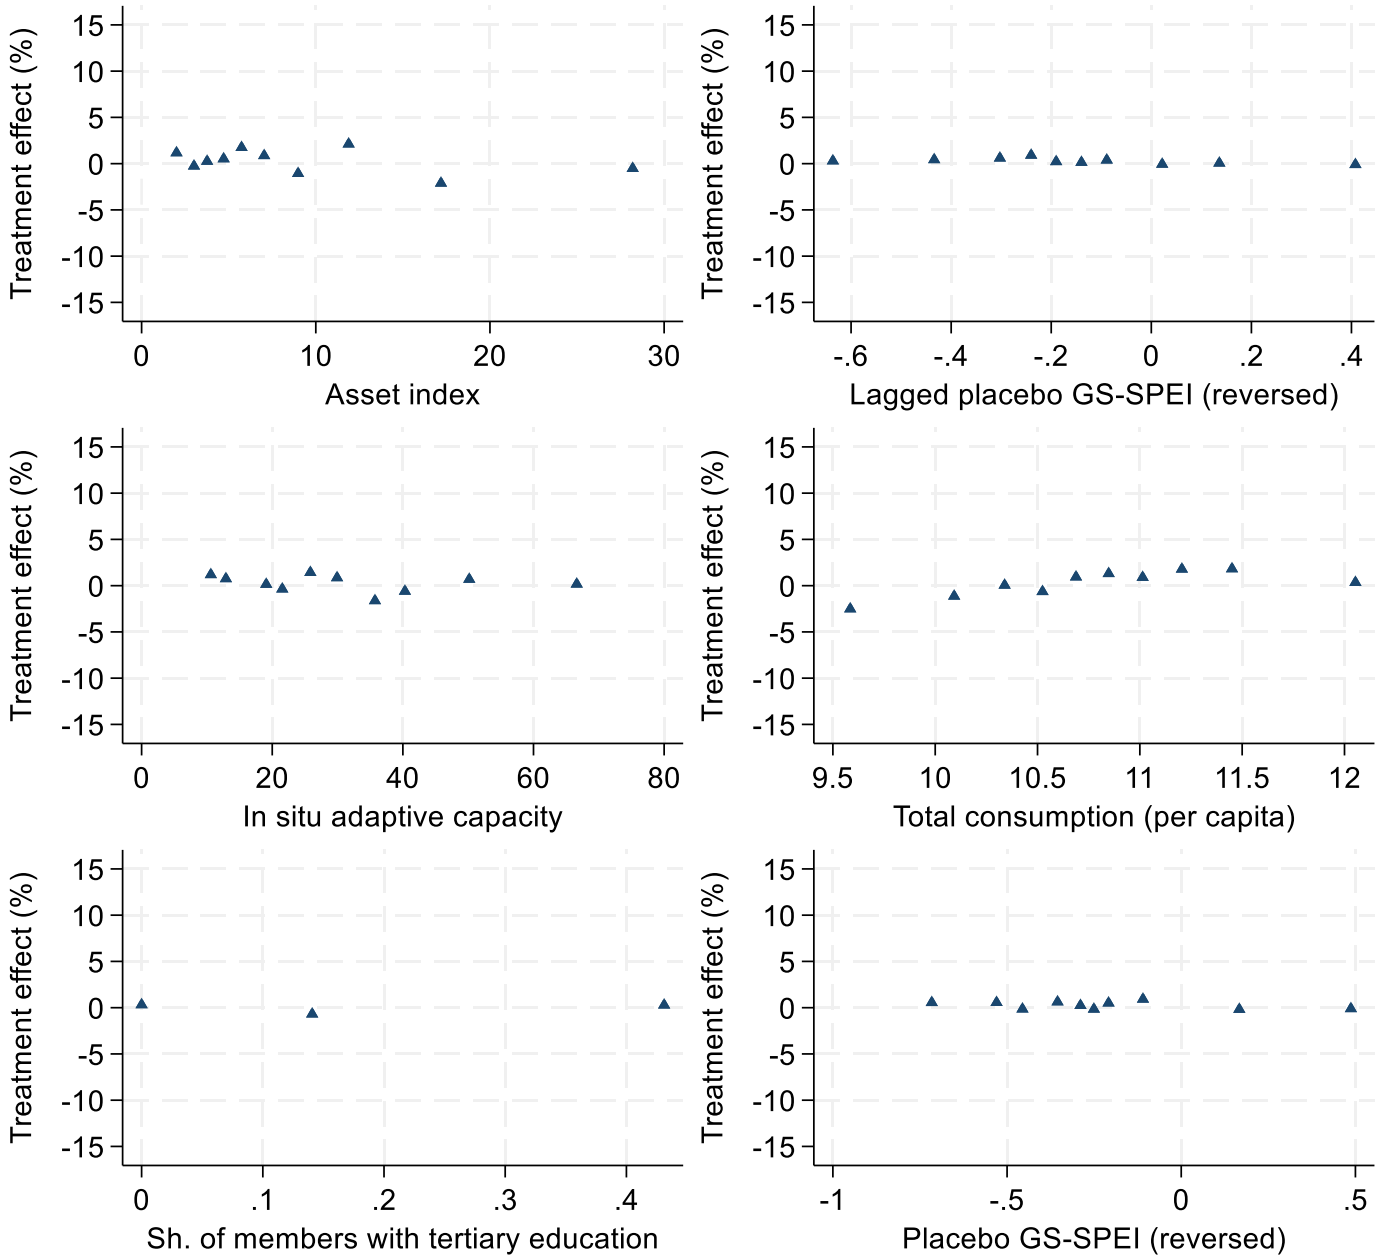 Treatment effect (%)
15
10
5
0
-5
-10
-15
0 10 20 30
Asset index
Treatment effect (%)
15
10
5
0
-5
-10
-15
-.6 -.4 -.2 0 .2 .4
Lagged placebo GS-SPEI (reversed)
Treatment effect (%)
15
10
5
0
-5
-10
-15
0 20 40 60 80
In situ adaptive capacity
Treatment effect (%)
15
10
5
0
-5
-10
-15
9.5 10 10.5 11 11.5 12
Total consumption (per capita)
Treatment effect (%)
15
10
5
0
-5
-10
-15
0 .1 .2 .3 .4
Sh. of members with tertiary education
Treatment effect (%)
15
10
5
0
-5
-10
-15
-1 -.5 0 .5
Placebo GS-SPEI (reversed)